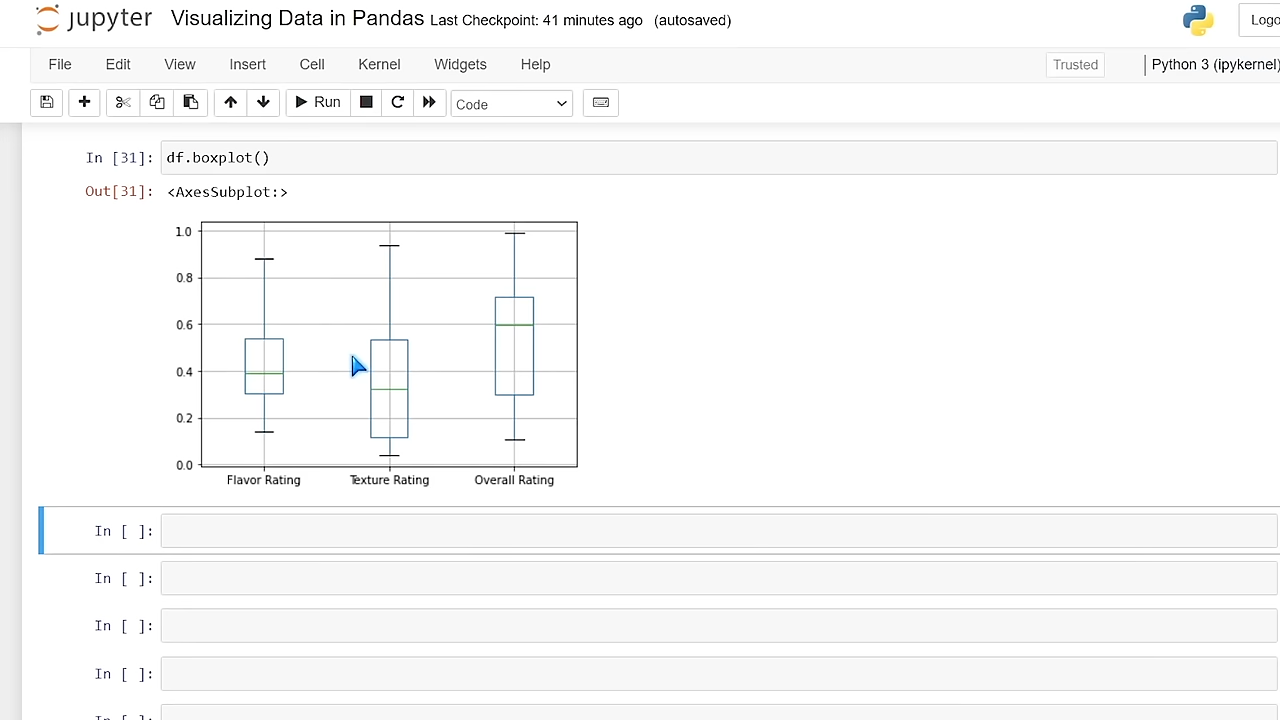 jupyter Visualizing Data in Pandas Last Checkpoint: 41 minutes ago (autosaved)
Logo
File Edit View Insert Cell Kernel Widgets Help Trusted Python 3 (ipykernel)
Run Code
In [31]: df.boxplot()
Out[31]: <AxesSubplot:>
1.0
0.8
0.6
0.4
0.2
0.0
Flavor Rating Texture Rating Overall Rating
In [ ]:
In [ ]:
In [ ]:
In [ ]: